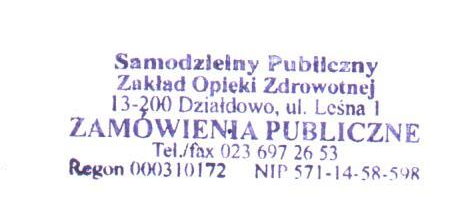 Samodzielny Publiczny
Zakład Opieki Zdrowotnej
13-200 Działdowo, ul. Leśna 1
ZAMÓWIENIA PUBLICZNE
Tel./fax 023 697 26 53
Regon 000310172 NIP 571-14-58-598